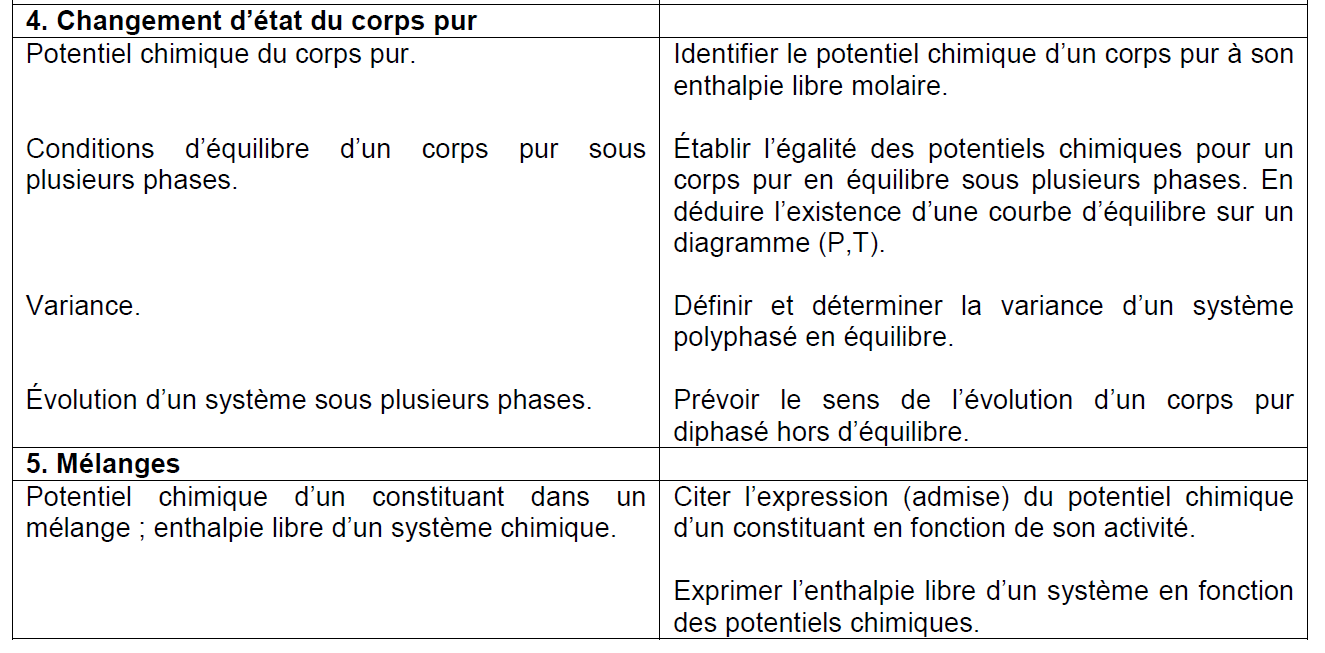 4. Changement d’état du corps pur
Potentiel chimique du corps pur.
Identifier le potentiel chimique d’un corps pur à son
enthalpie libre molaire.
Conditions d’équilibre d’un corps pur sous
plusieurs phases.
Établir l’égalité des potentiels chimiques pour un
corps pur en équilibre sous plusieurs phases. En
déduire l’existence d’une courbe d’équilibre sur un
diagramme (P,T).
Variance.
Définir et déterminer la variance d’un système
polyphasé en équilibre.
Évolution d’un système sous plusieurs phases.
Prévoir le sens de l’évolution d’un corps pur
diphasé hors d’équilibre.
5. Mélanges
Potentiel chimique d’un constituant dans un
mélange ; enthalpie libre d’un système chimique.
Citer l’expression (admise) du potentiel chimique
d’un constituant en fonction de son activité.
Exprimer l’enthalpie libre d’un système en fonction
des potentiels chimiques.